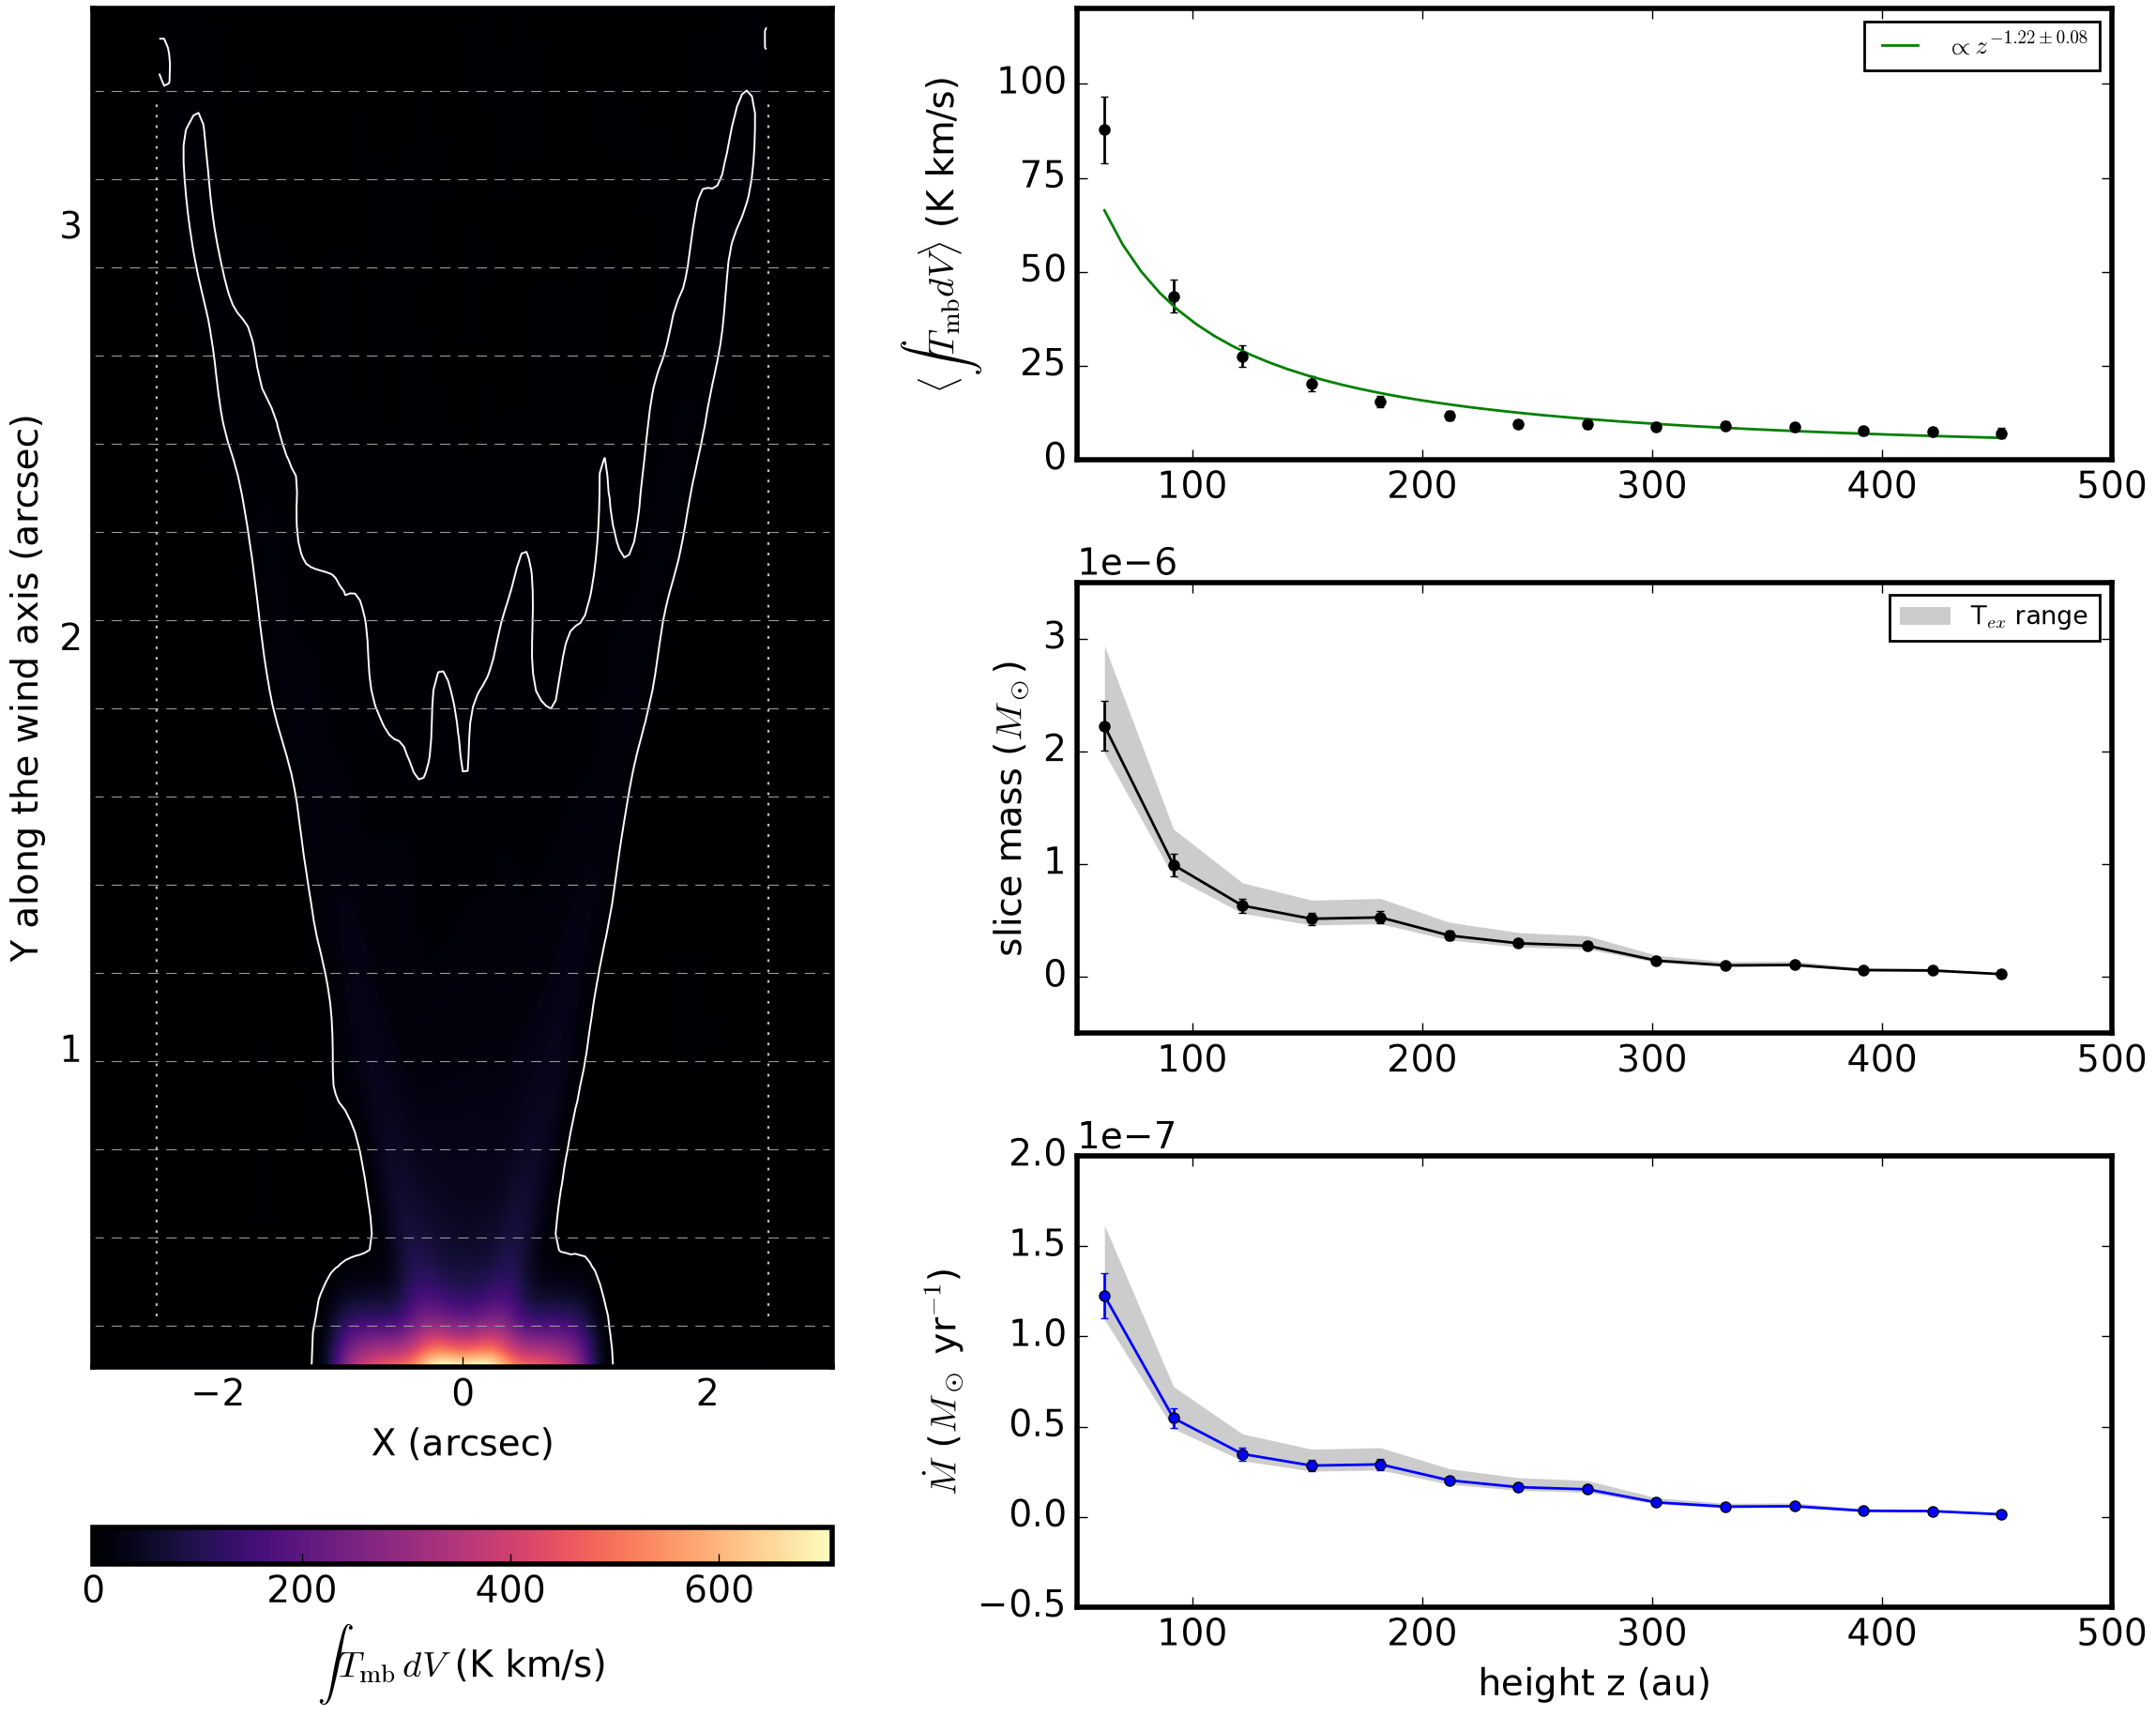 3
2
1
Y along the wind axis (arcsec)
−2 0 2
X (arcsec)
0 200 400 600
∫T_mb dV (K km/s)
∝ z^−1.22±0.08
100
75
50
25
0
⟨∫T_mb dV⟩ (K km/s)
100 200 300 400 500
1e−6
T_ex range
3
2
1
0
slice mass (M_⊙)
100 200 300 400 500
1e−7
2.0
1.5
1.0
0.5
0.0
−0.5
Ṁ (M_⊙ yr^−1)
100 200 300 400 500
height z (au)